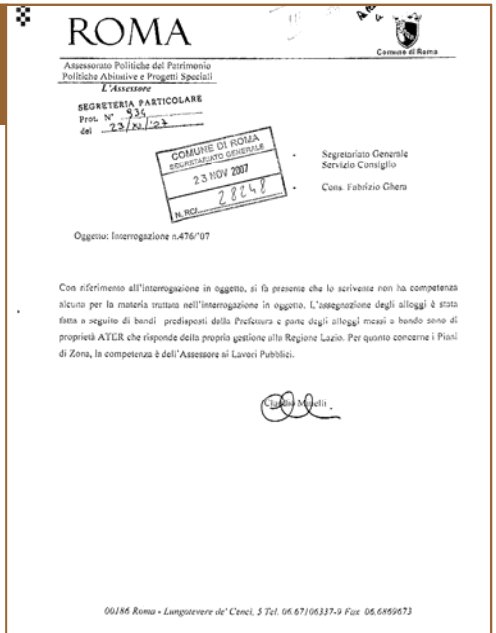 ROMA
Comune di Roma
Assessorato Politiche del Patrimonio
Politiche Abitative e Progetti Speciali
L'Assessore
SEGRETERIA PARTICOLARE
Prot. N° 934
del 23/XI/
COMUNE DI ROMA
SEGRETARIATO GENERALE
23 NOV 2007
N. RC/ 28248
Segretariato Generale
Servizio Consiglio
Cons. Fabrizio Ghera
Oggetto: Interrogazione n.476/'07
Con riferimento all'interrogazione in oggetto, si fa presente che lo scrivente non ha competenza
alcuna per la materia trattata nell'interrogazione in oggetto. L'assegnazione degli alloggi è stata
fatta a seguito di bandi predisposti dalla Prefettura e parte degli alloggi messi a bando sono di
proprietà ATER che risponde della propria gestione alla Regione Lazio. Per quanto concerne i Piani
di Zona, la competenza è dell'Assessore ai Lavori Pubblici.
Claudio Minelli
00186 Roma - Lungotevere de' Cenci, 5 Tel. 06.67106337-9 Fax 06.6869673